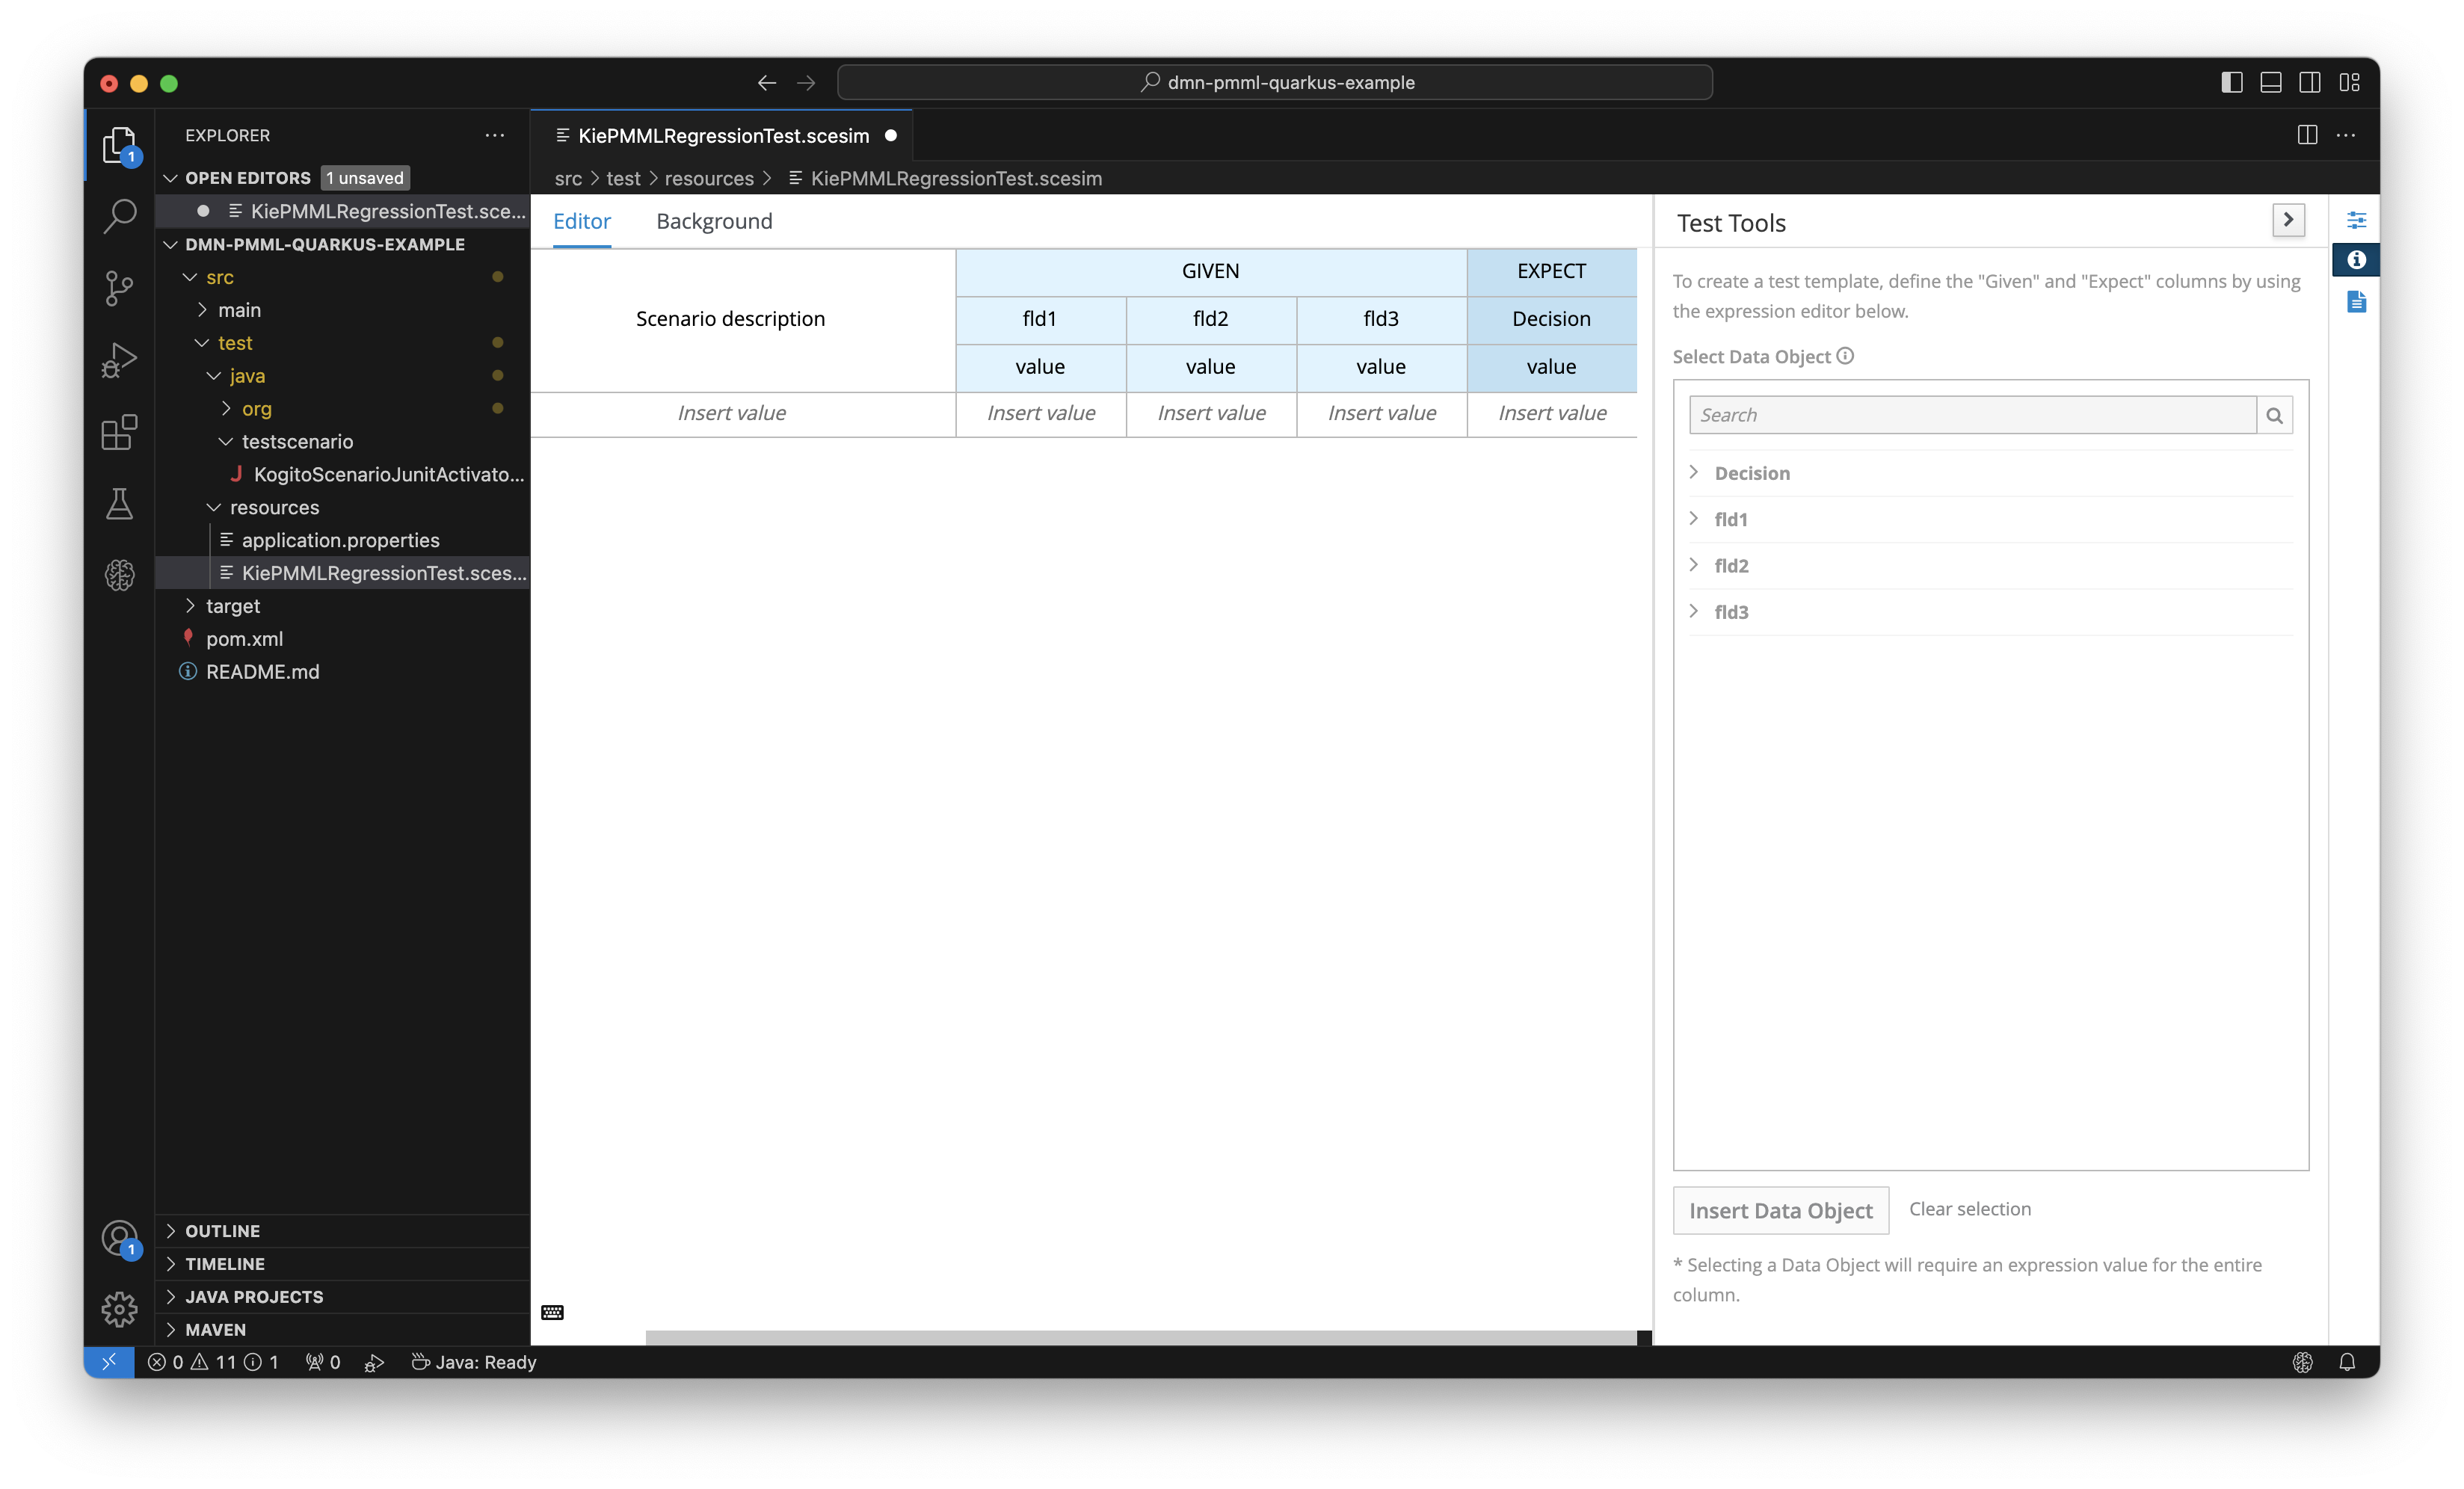 dmn-pmml-quarkus-example
EXPLORER
KiePMMLRegressionTest.scesim
1
OPEN EDITORS 1 unsaved
src > test > resources > KiePMMLRegressionTest.scesim
KiePMMLRegressionTest.sce...
DMN-PMML-QUARKUS-EXAMPLE
src
main
test
java
org
testscenario
KogitoScenarioJunitActivato...
resources
application.properties
KiePMMLRegressionTest.sces...
target
pom.xml
README.md
1
OUTLINE
TIMELINE
JAVA PROJECTS
MAVEN
Editor Background
GIVEN EXPECT
Scenario description fld1 fld2 fld3 Decision
value value value value
Insert value Insert value Insert value Insert value Insert value
Test Tools
To create a test template, define the "Given" and "Expect" columns by using
the expression editor below.
Select Data Object
Search
Decision
fld1
fld2
fld3
Insert Data Object Clear selection
* Selecting a Data Object will require an expression value for the entire
column.
0 11 1 0 Java: Ready